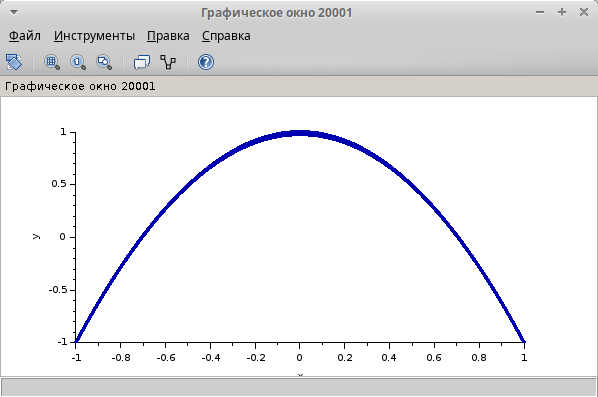 Графическое окно 20001
Файл Инструменты Правка Справка
Графическое окно 20001
1
0.5
0
-0.5
-1
y
-1 -0.8 -0.6 -0.4 -0.2 0 0.2 0.4 0.6 0.8 1